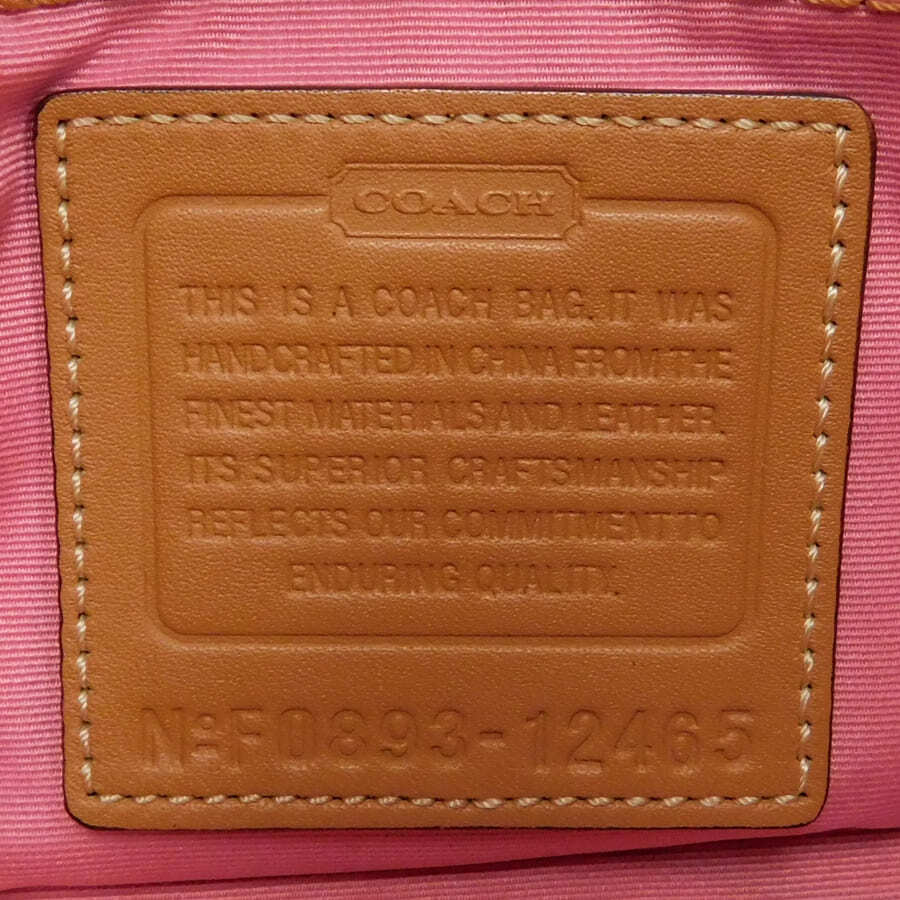 COACH
THIS IS A COACH BAG. IT WAS
HANDCRAFTED IN CHINA FROM THE
FINEST MATERIALS AND LEATHER.
ITS SUPERIOR CRAFTSMANSHIP
REFLECTS OUR COMMITMENT TO
ENDURING QUALITY.
No:F0893-12465